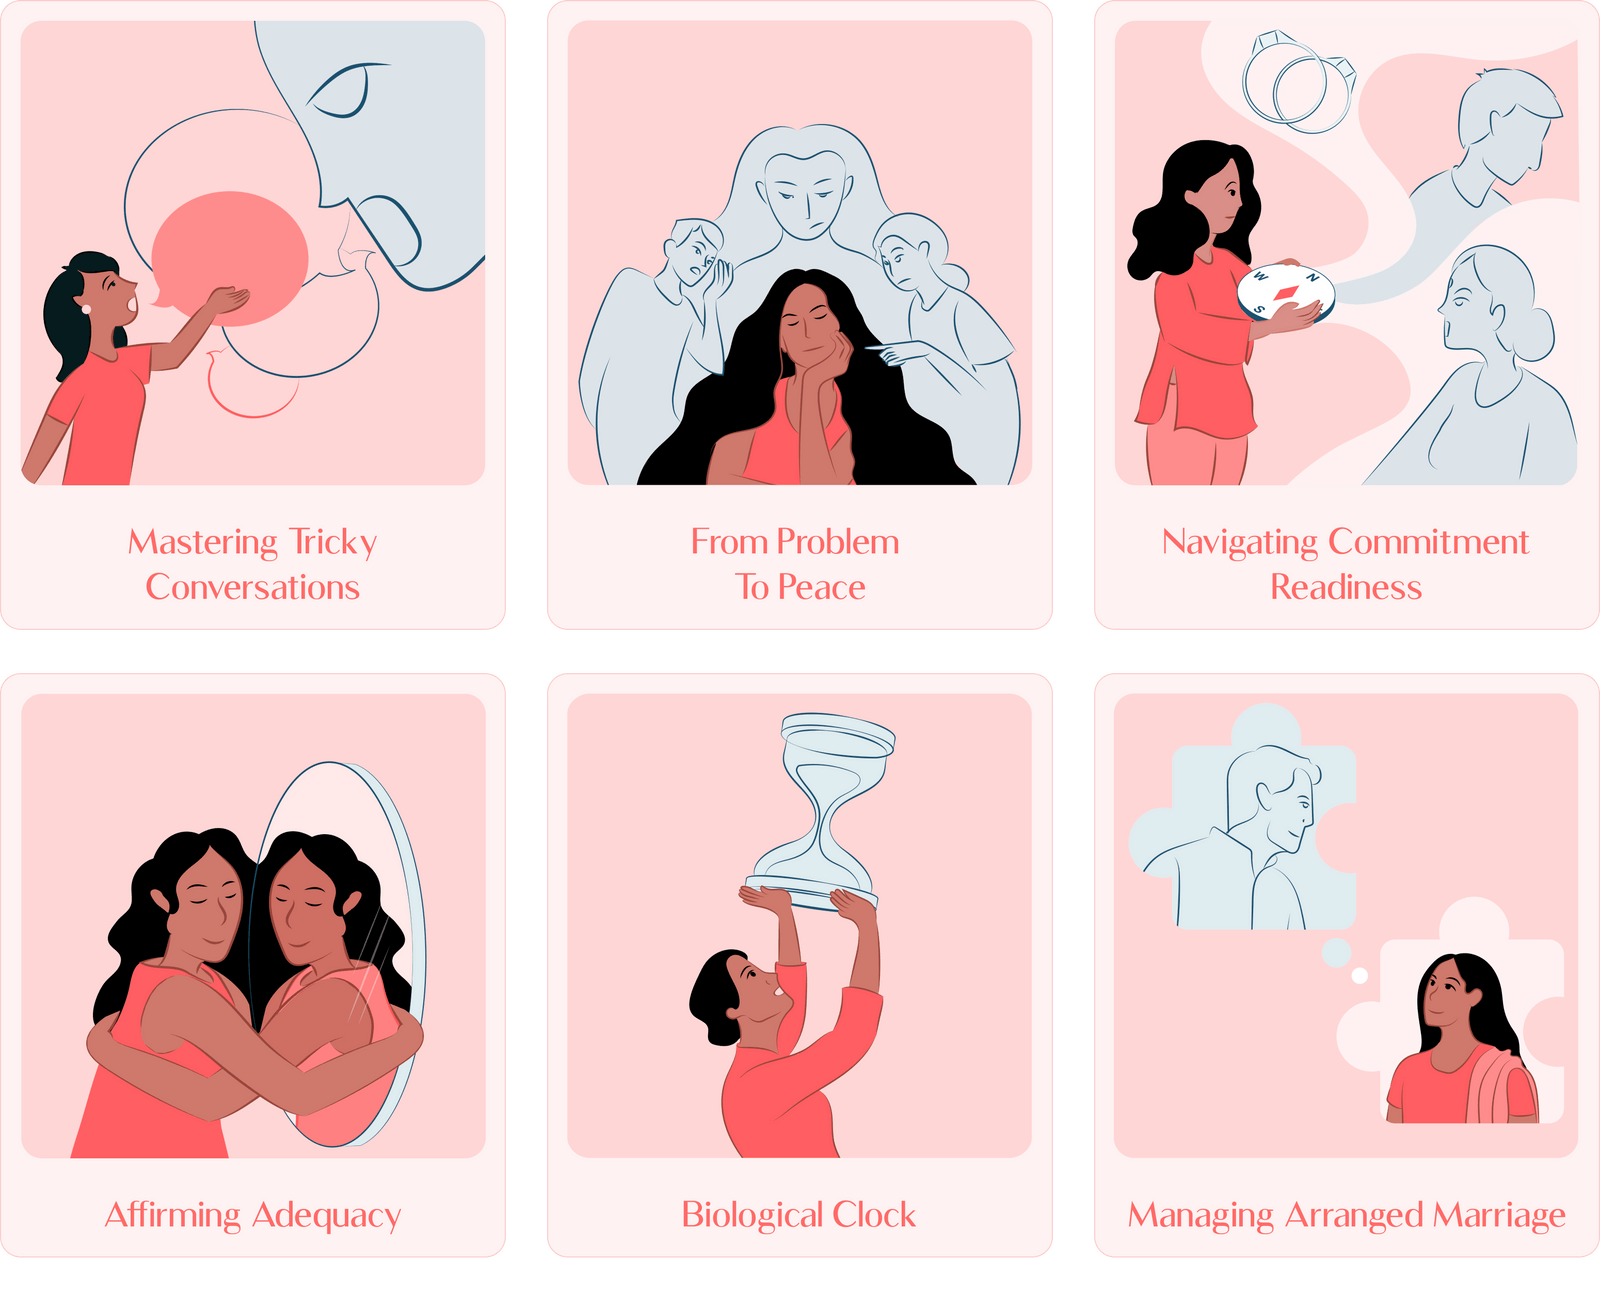 Mastering Tricky
Conversations
From Problem
To Peace
W
N
S
Navigating Commitment
Readiness
Affirming Adequacy
Biological Clock
Managing Arranged Marriage